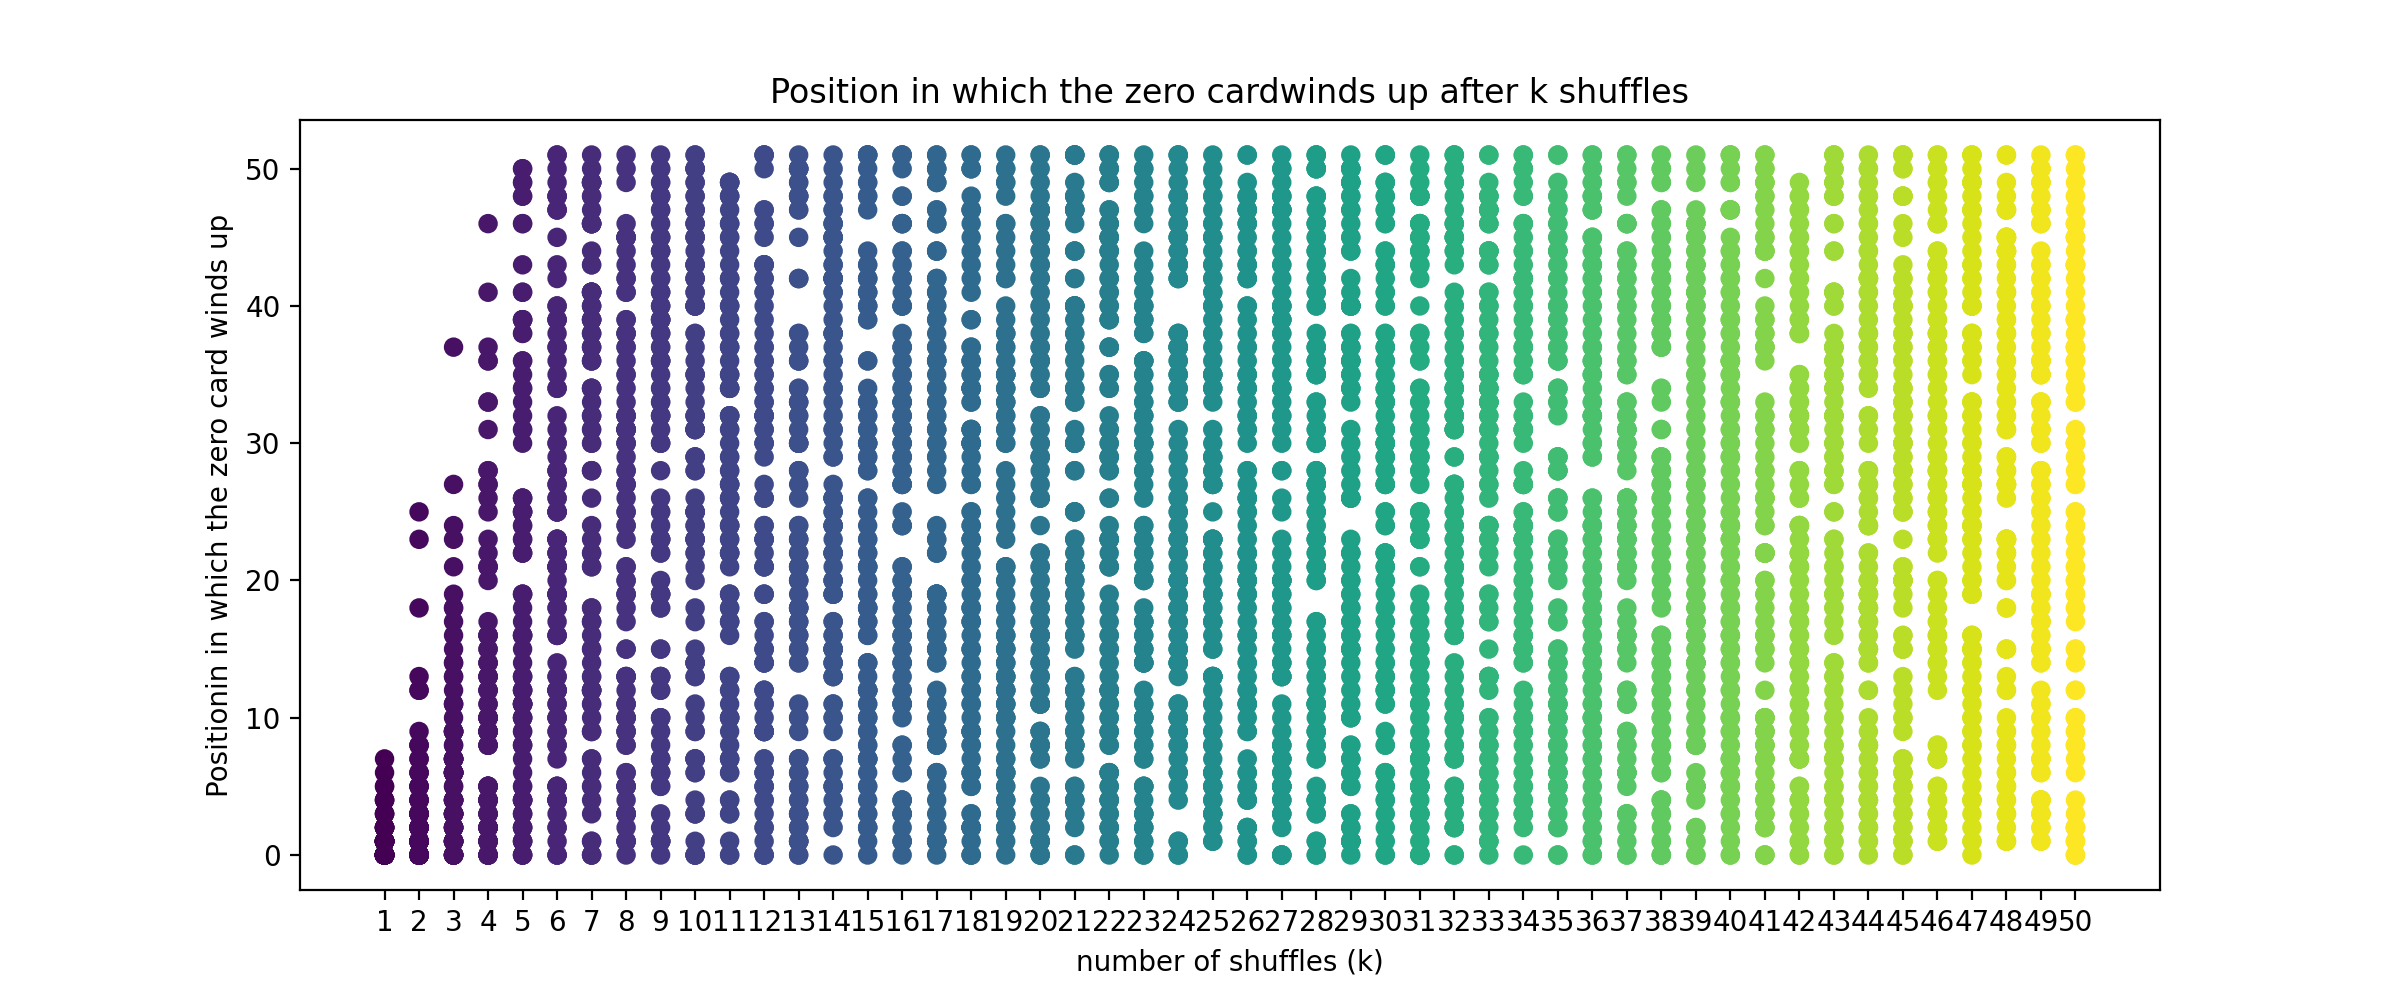 Position in which the zero cardwinds up after k shuffles
Positionin in which the zero card winds up
50
40
30
20
10
0
1 2 3 4 5 6 7 8 9 10 11 12 13 14 15 16 17 18 19 20 21 22 23 24 25 26 27 28 29 30 31 32 33 34 35 36 37 38 39 40 41 42 43 44 45 46 47 48 49 50
number of shuffles (k)